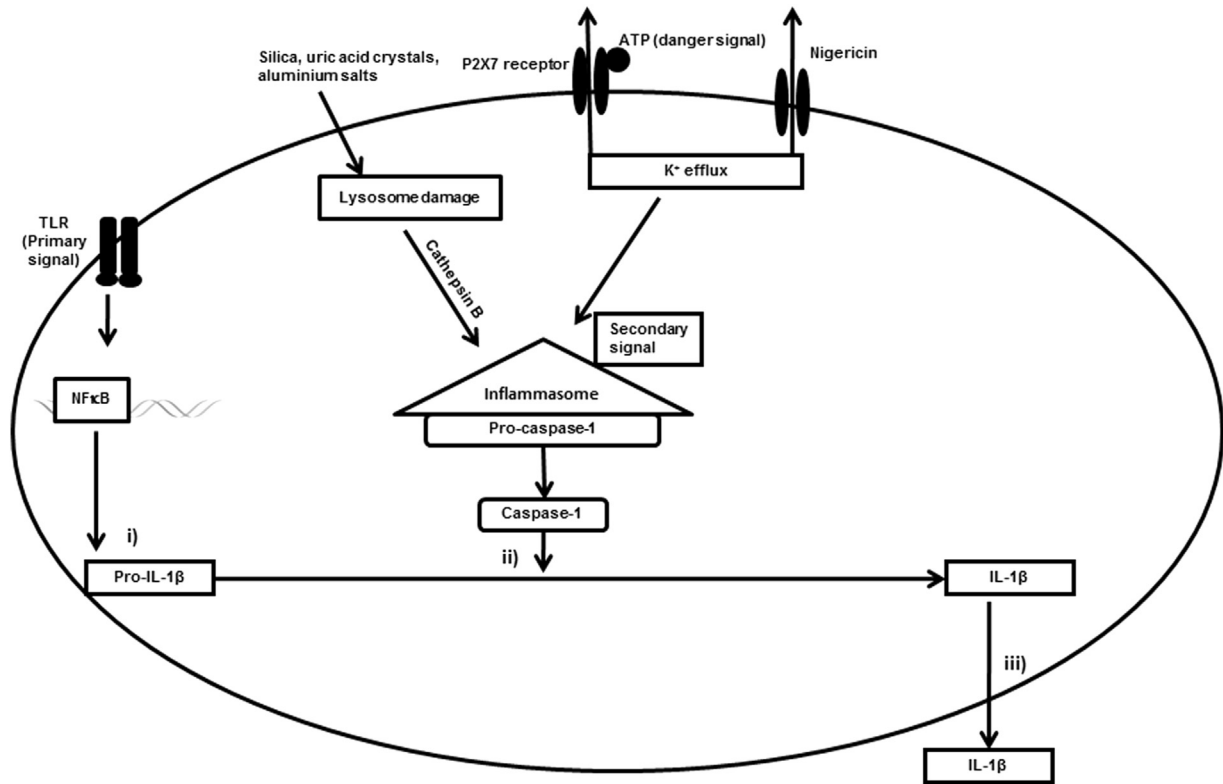 Silica, uric acid crystals,
aluminium salts
P2X7 receptor
ATP (danger signal)
Nigericin
K⁺ efflux
Lysosome damage
TLR
(Primary
signal)
Cathepsin B
Secondary
signal
NFκB
Inflammasome
Pro-caspase-1
Caspase-1
i)
ii)
Pro-IL-1β
IL-1β
iii)
IL-1β